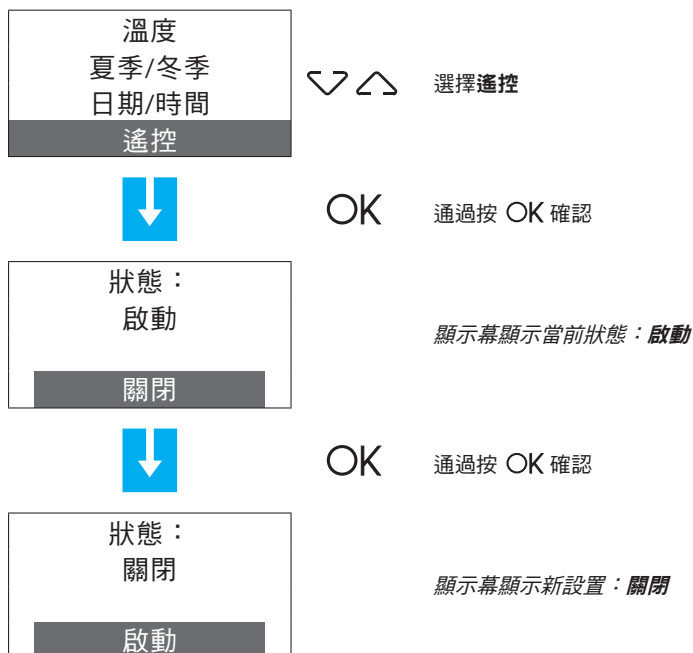 溫度
夏季/冬季
日期/時間
遙控
選擇遙控
OK 通過按 OK 確認
狀態：
啟動
關閉
顯示幕顯示當前狀態：啟動
OK 通過按 OK 確認
狀態：
關閉
啟動
顯示幕顯示新設置：關閉